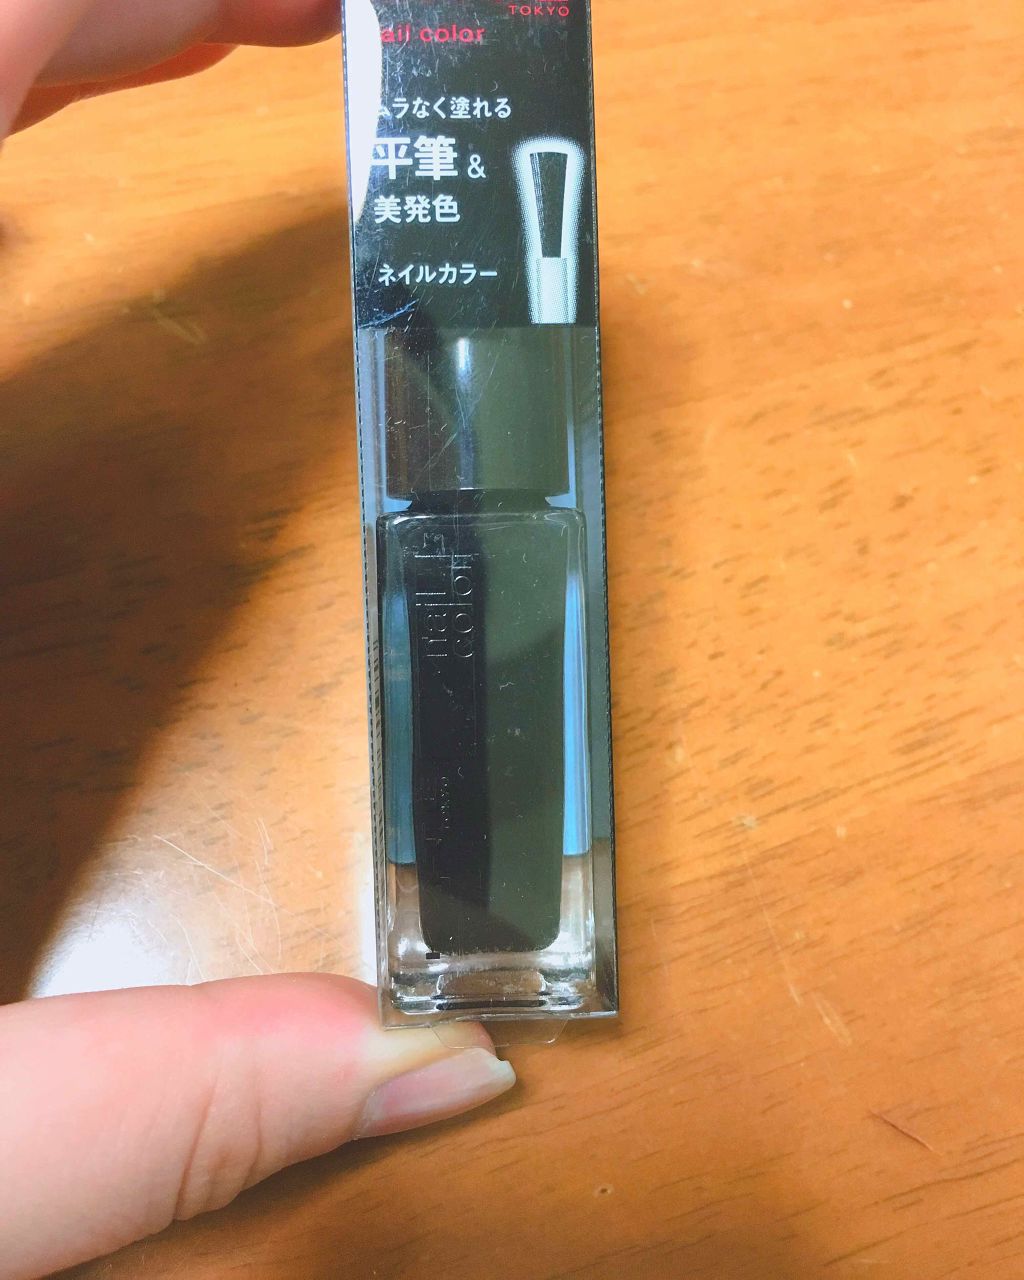 TOKYO
ail color
ムラなく塗れる
平筆 &
美発色
ネイルカラー
nail
color